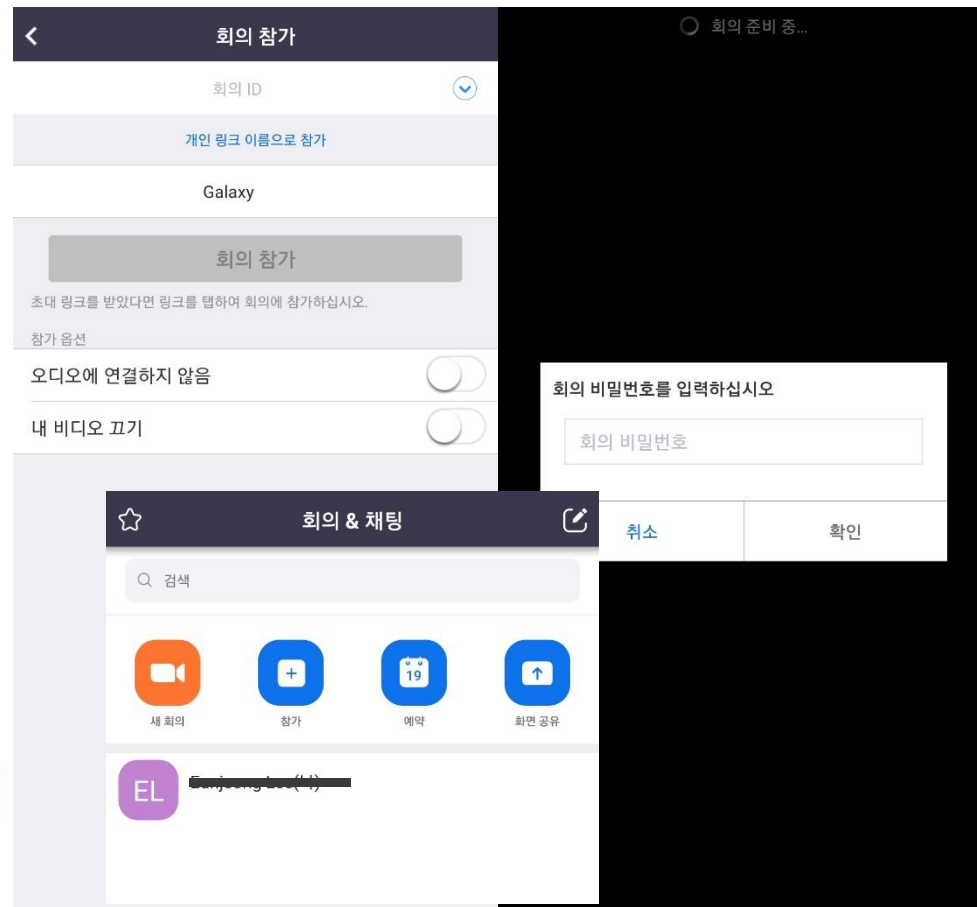 회의 참가
회의 ID
개인 링크 이름으로 참가
Galaxy
회의 참가
초대 링크를 받았다면 링크를 탭하여 회의에 참가하십시오.
참가 옵션
오디오에 연결하지 않음
내 비디오 끄기
회의 준비 중...
회의 비밀번호를 입력하십시오
회의 비밀번호
취소
확인
회의 & 채팅
검색
19
새 회의
참가
예약
화면 공유
EL